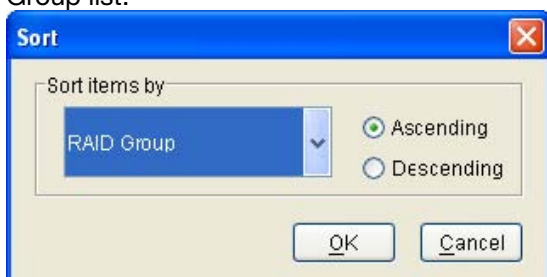 Group list.
Sort
Sort items by
RAID Group
Ascending
Descending
OK
Cancel